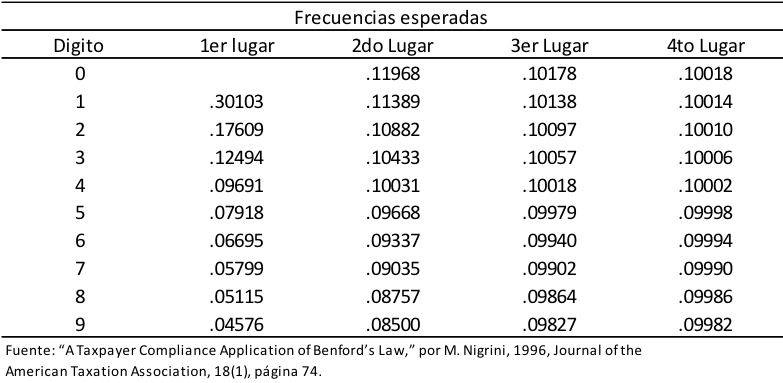 Frecuencias esperadas
Digito 1er lugar 2do Lugar 3er Lugar 4to Lugar
0 .11968 .10178 .10018
1 .30103 .11389 .10138 .10014
2 .17609 .10882 .10097 .10010
3 .12494 .10433 .10057 .10006
4 .09691 .10031 .10018 .10002
5 .07918 .09668 .09979 .09998
6 .06695 .09337 .09940 .09994
7 .05799 .09035 .09902 .09990
8 .05115 .08757 .09864 .09986
9 .04576 .08500 .09827 .09982
Fuente: “A Taxpayer Compliance Application of Benford’s Law,” por M. Nigrini, 1996, Journal of the
American Taxation Association, 18(1), página 74.